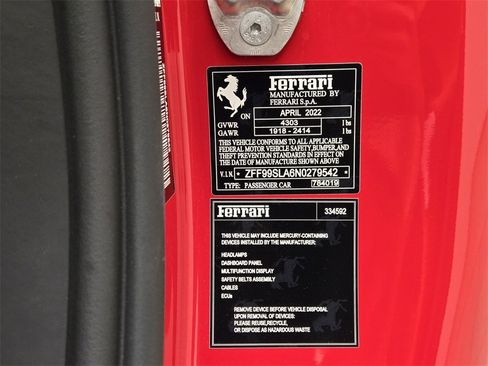 Ferrari
MANUFACTURED BY
FERRARI S.p.A.
ON APRIL 2022
GVWR 4303 lbs
GAWR 1918 - 2414 lbs
THIS VEHICLE CONFORMS TO ALL APPLICABLE
FEDERAL MOTOR VEHICLE SAFETY, BUMPER, AND
THEFT PREVENTION STANDARDS IN EFFECT ON
THE DATE OF MANUFACTURE SHOWN ABOVE.
V.I.N. * ZFF99SLA6N0279542 *
TYPE: PASSENGER CAR 784019
Ferrari 334592
THIS VEHICLE MAY INCLUDE MERCURY-CONTAINING
DEVICES INSTALLED BY THE MANUFACTURER:
HEADLAMPS
DASHBOARD PANEL
MULTIFUNCTION DISPLAY
SAFETY BELTS ASSEMBLY
CABLES
ECUs
REMOVE DEVICE BEFORE VEHICLE DISPOSAL
UPON REMOVAL OF DEVICES:
PLEASE REUSE, RECYCLE,
OR DISPOSE AS HAZARDOUS WASTE